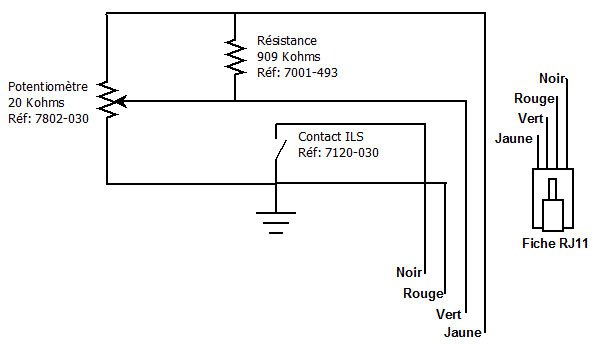 Résistance
909 Kohms
Réf: 7001-493
Potentiomètre
20 Kohms
Réf: 7802-030
Contact ILS
Réf: 7120-030
Noir
Rouge
Vert
Jaune
Noir
Rouge
Vert
Jaune
Fiche RJ11